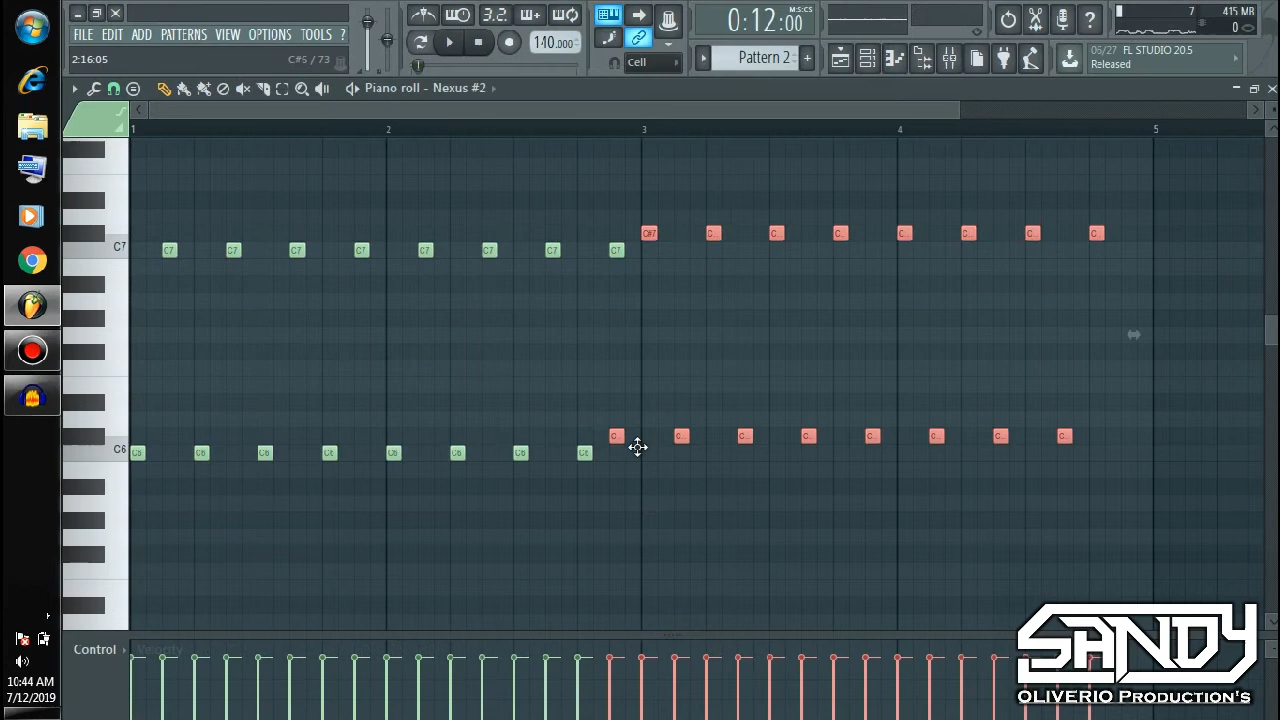 FILE EDIT ADD PATTERNS VIEW OPTIONS TOOLS ?
2:16:05 C#6 / 73
3.2.
140.000
Cell
0:12:00
M:S:CS
Pattern 2
7 415 MB
0
06/27 FL STUDIO 20.5
Released
Piano roll - Nexus #2
1 2 3 4 5
C#7 C... C... C... C... C... C... C...
C7 C7 C7 C7 C7 C7 C7 C7 C7
C... C... C... C... C... C... C... C...
C6 C6 C6 C6 C6 C6 C6 C6 C6
Control Velocity
10:44 AM
7/12/2019
SANDY
OLIVERIO PRODUCTION'S